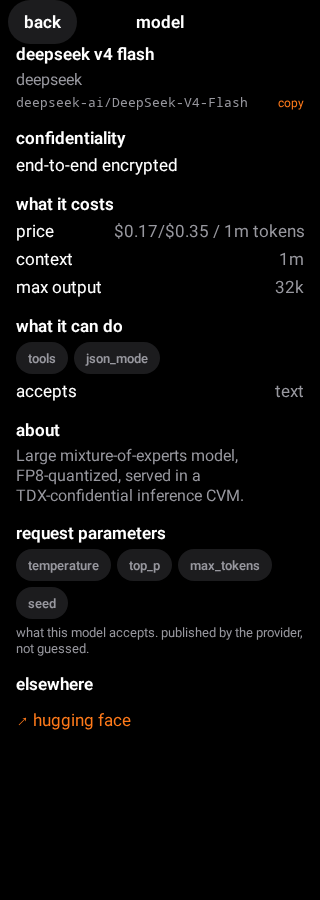 back
model
deepseek v4 flash
deepseek
deepseek-ai/DeepSeek-V4-Flash copy
confidentiality
end-to-end encrypted
what it costs
price $0.17/$0.35 / 1m tokens
context 1m
max output 32k
what it can do
tools json_mode
accepts text
about
Large mixture-of-experts model,
FP8-quantized, served in a
TDX-confidential inference CVM.
request parameters
temperature top_p max_tokens
seed
what this model accepts. published by the provider,
not guessed.
elsewhere
↗ hugging face